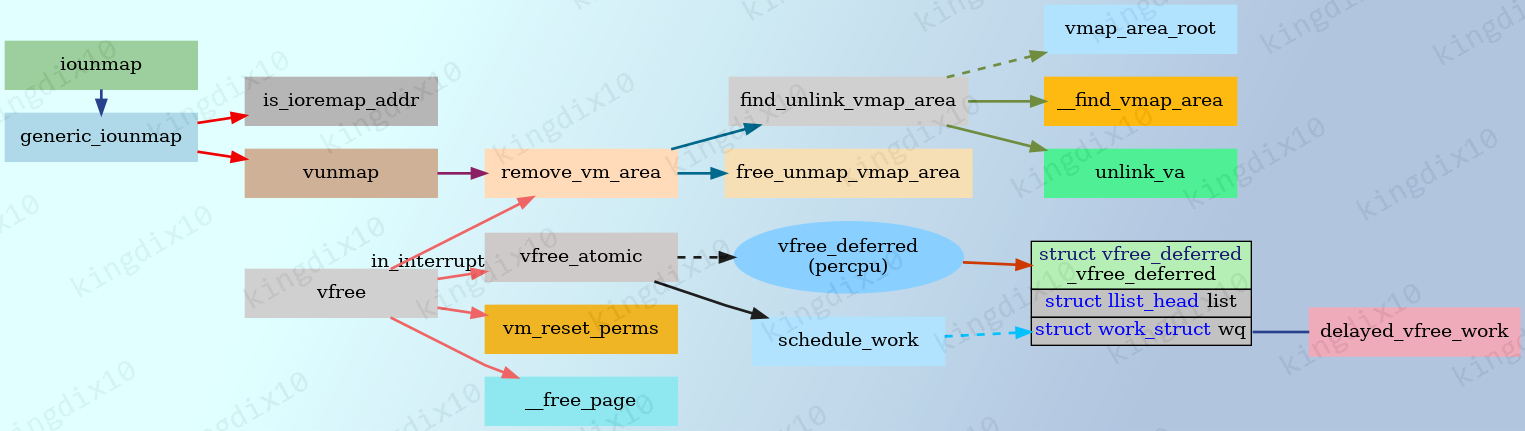 iounmap
generic_iounmap
is_ioremap_addr
vunmap
in_interrupt
vfree
remove_vm_area
vfree_atomic
vm_reset_perms
__free_page
find_unlink_vmap_area
free_unmap_vmap_area
vfree_deferred
(percpu)
schedule_work
vmap_area_root
__find_vmap_area
unlink_va
struct vfree_deferred
_vfree_deferred
struct llist_head list
struct work_struct wq
delayed_vfree_work
kingdix10